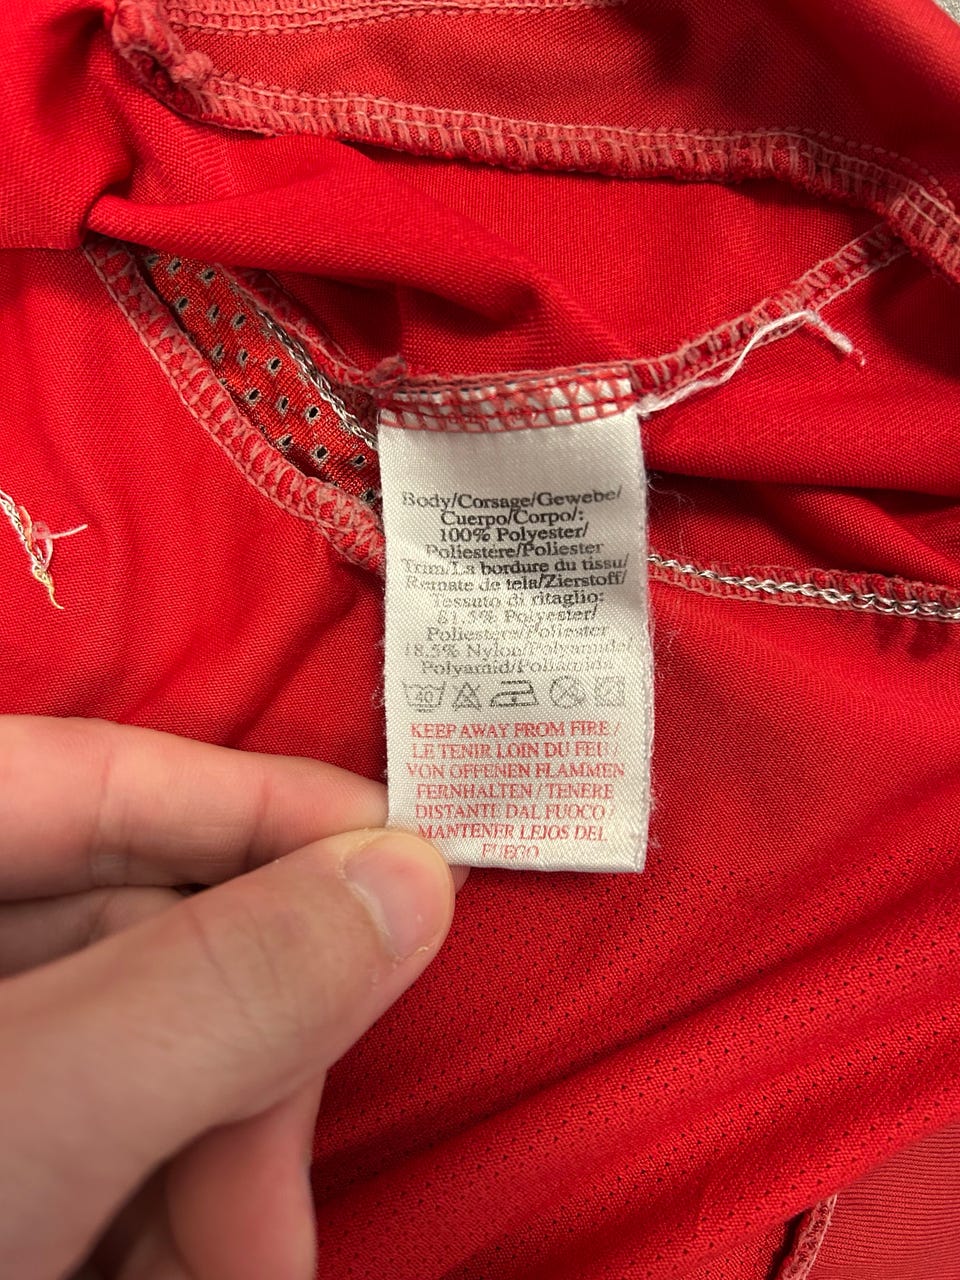 Body/Corsage/Gewebe/
Cuerpo/Corpo/:
100% Polyester/
Poliestère/Poliester
Trim/La bordure du tissu/
Remate de tela/Zierstoff/
Tessuto di ritaglio:
81.5% Polyester/
Poliestere/Poliester
18.5% Nylon/Polyamide/
Polyamid/Poliamida
40
KEEP AWAY FROM FIRE /
LE TENIR LOIN DU FEU /
VON OFFENEN FLAMMEN
FERNHALTEN / TENERE
DISTANTE DAL FUOCO /
MANTENER LEJOS DEL
FUEGO